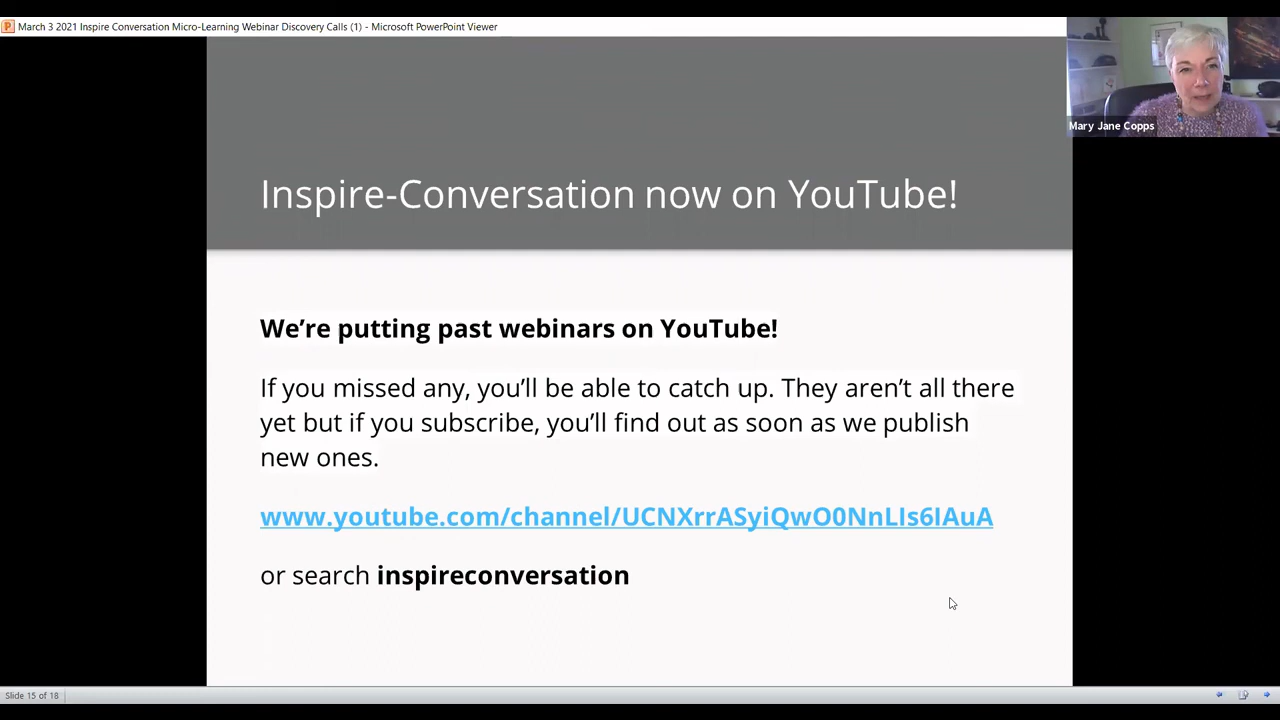 March 3 2021 Inspire Conversation Micro-Learning Webinar Discovery Calls (1) - Microsoft PowerPoint Viewer
Mary Jane Copps
Inspire-Conversation now on YouTube!
We're putting past webinars on YouTube!
If you missed any, you'll be able to catch up. They aren't all there
yet but if you subscribe, you'll find out as soon as we publish
new ones.
www.youtube.com/channel/UCNXrrASyiQwO0NnLIs6IAuA
or search inspireconversation
Slide 15 of 18